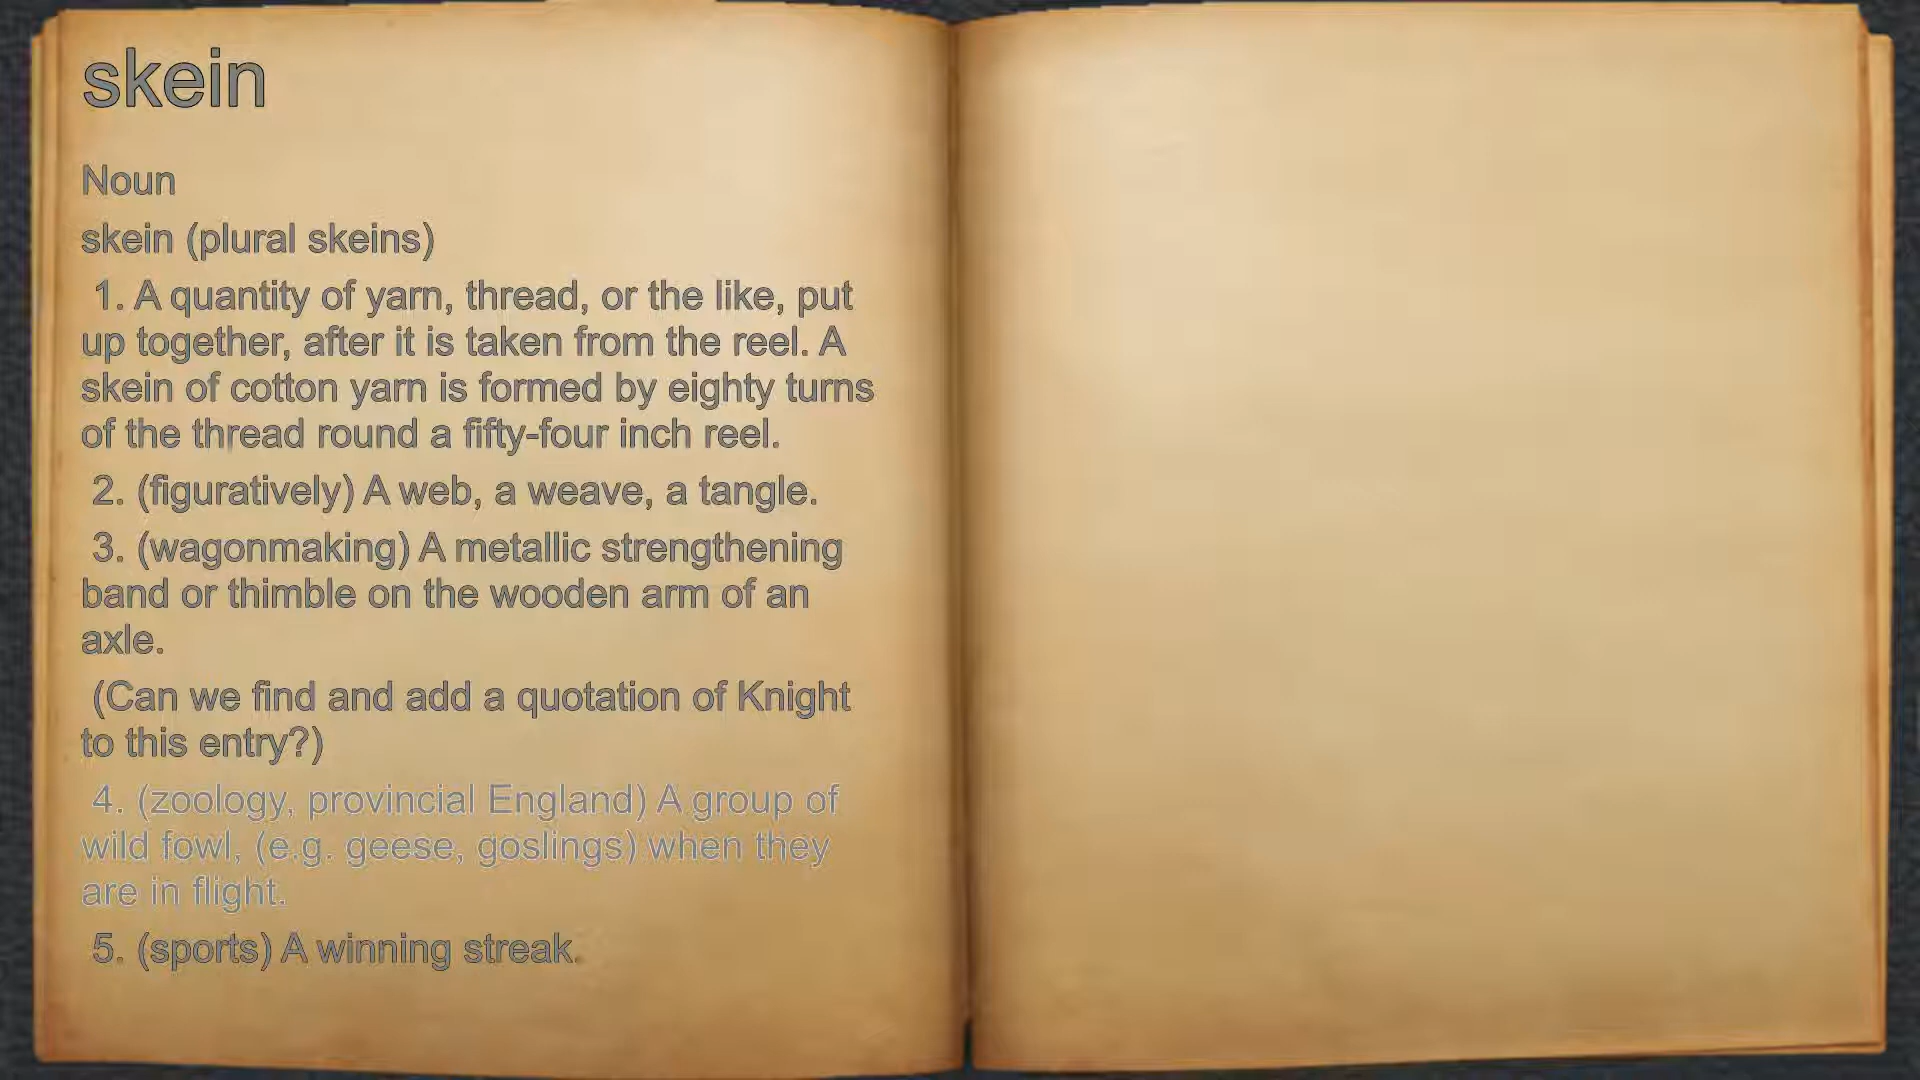 skein
Noun
skein (plural skeins)
1. A quantity of yarn, thread, or the like, put
up together, after it is taken from the reel. A
skein of cotton yarn is formed by eighty turns
of the thread round a fifty-four inch reel.
2. (figuratively) A web, a weave, a tangle.
3. (wagonmaking) A metallic strengthening
band or thimble on the wooden arm of an
axle.
(Can we find and add a quotation of Knight
to this entry?)
4. (zoology, provincial England) A group of
wild fowl, (e.g. geese, goslings) when they
are in flight.
5. (sports) A winning streak.